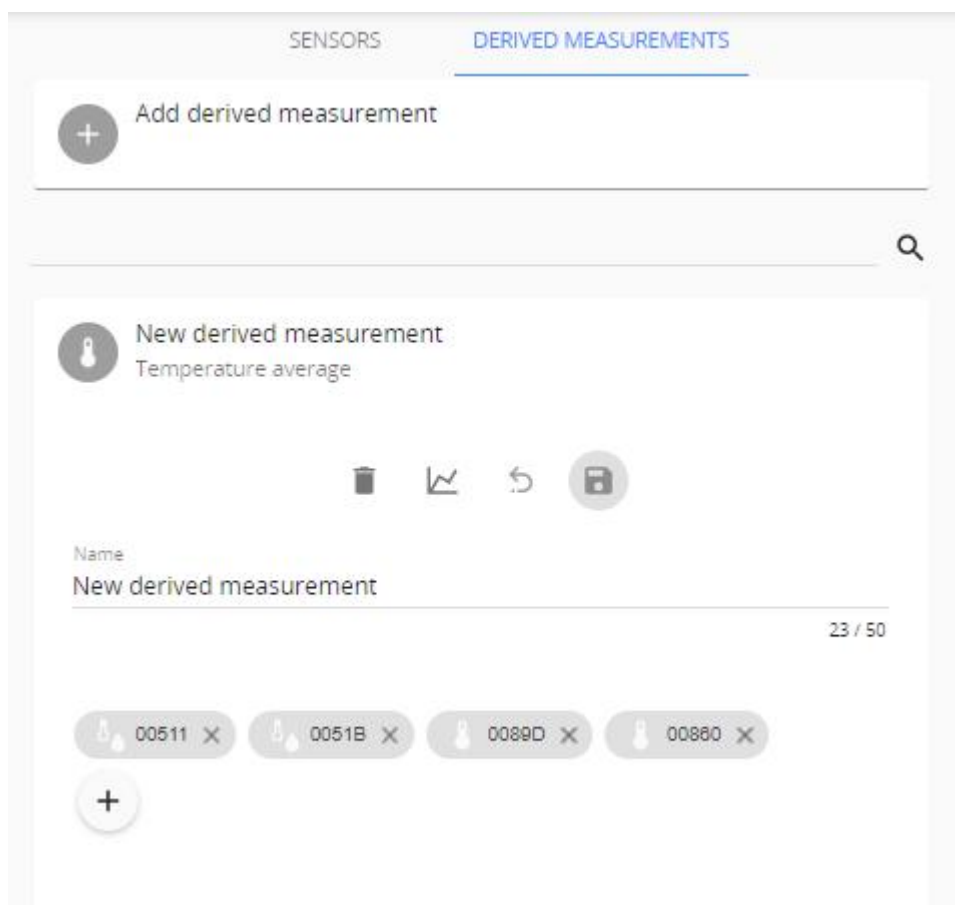 SENSORS DERIVED MEASUREMENTS
Add derived measurement
New derived measurement
Temperature average
Name
New derived measurement
23 / 50
00511 0051B 0089D 00860